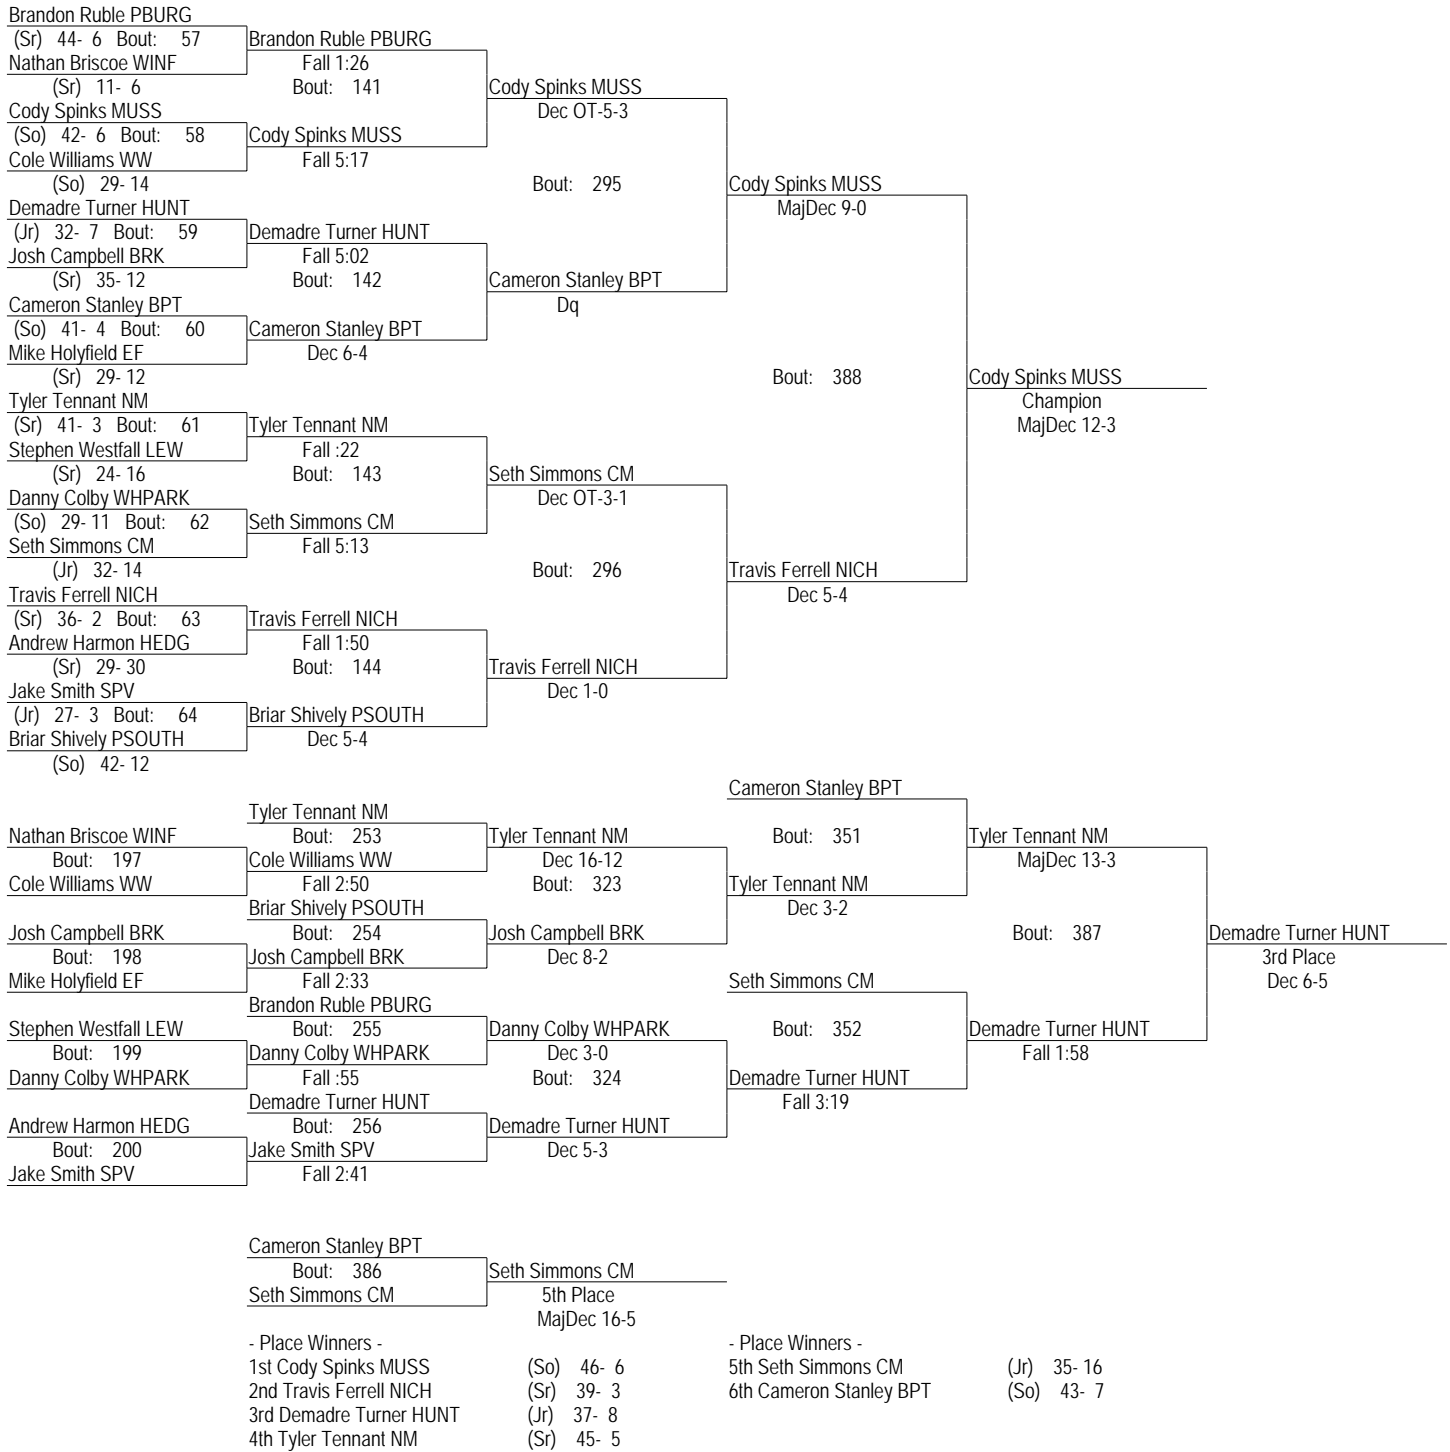 Brandon Ruble PBURG
(Sr) 44- 6 Bout: 57 Brandon Ruble PBURG
Nathan Briscoe WINF Fall 1:26
(Sr) 11- 6 Bout: 141 Cody Spinks MUSS
Cody Spinks MUSS Dec OT-5-3
(So) 42- 6 Bout: 58 Cody Spinks MUSS
Cole Williams WW Fall 5:17
(So) 29- 14 Bout: 295 Cody Spinks MUSS
Demadre Turner HUNT MajDec 9-0
(Jr) 32- 7 Bout: 59 Demadre Turner HUNT
Josh Campbell BRK Fall 5:02
(Sr) 35- 12 Bout: 142 Cameron Stanley BPT
Cameron Stanley BPT Dq
(So) 41- 4 Bout: 60 Cameron Stanley BPT
Mike Holyfield EF Dec 6-4
(Sr) 29- 12 Bout: 388 Cody Spinks MUSS
Tyler Tennant NM Champion
(Sr) 41- 3 Bout: 61 Tyler Tennant NM MajDec 12-3
Stephen Westfall LEW Fall :22
(Sr) 24- 16 Bout: 143 Seth Simmons CM
Danny Colby WHPARK Dec OT-3-1
(So) 29- 11 Bout: 62 Seth Simmons CM
Seth Simmons CM Fall 5:13
(Jr) 32- 14 Bout: 296 Travis Ferrell NICH
Travis Ferrell NICH Dec 5-4
(Sr) 36- 2 Bout: 63 Travis Ferrell NICH
Andrew Harmon HEDG Fall 1:50
(Sr) 29- 30 Bout: 144 Travis Ferrell NICH
Jake Smith SPV Dec 1-0
(Jr) 27- 3 Bout: 64 Briar Shively PSOUTH
Briar Shively PSOUTH Dec 5-4
(So) 42- 12
Cameron Stanley BPT
Tyler Tennant NM
Nathan Briscoe WINF Bout: 253 Tyler Tennant NM Bout: 351 Tyler Tennant NM
Bout: 197 Cole Williams WW Dec 16-12 MajDec 13-3
Cole Williams WW Fall 2:50 Bout: 323 Tyler Tennant NM
Briar Shively PSOUTH Dec 3-2
Josh Campbell BRK Bout: 254 Josh Campbell BRK Bout: 387 Demadre Turner HUNT
Bout: 198 Josh Campbell BRK Dec 8-2 3rd Place
Mike Holyfield EF Fall 2:33 Seth Simmons CM Dec 6-5
Brandon Ruble PBURG
Stephen Westfall LEW Bout: 255 Danny Colby WHPARK Bout: 352 Demadre Turner HUNT
Bout: 199 Danny Colby WHPARK Dec 3-0 Fall 1:58
Danny Colby WHPARK Fall :55 Bout: 324 Demadre Turner HUNT
Demadre Turner HUNT Fall 3:19
Andrew Harmon HEDG Bout: 256 Demadre Turner HUNT
Bout: 200 Jake Smith SPV Dec 5-3
Jake Smith SPV Fall 2:41
Cameron Stanley BPT
Bout: 386 Seth Simmons CM
Seth Simmons CM 5th Place
MajDec 16-5
- Place Winners - - Place Winners -
1st Cody Spinks MUSS (So) 46- 6 5th Seth Simmons CM (Jr) 35- 16
2nd Travis Ferrell NICH (Sr) 39- 3 6th Cameron Stanley BPT (So) 43- 7
3rd Demadre Turner HUNT (Jr) 37- 8
4th Tyler Tennant NM (Sr) 45- 5